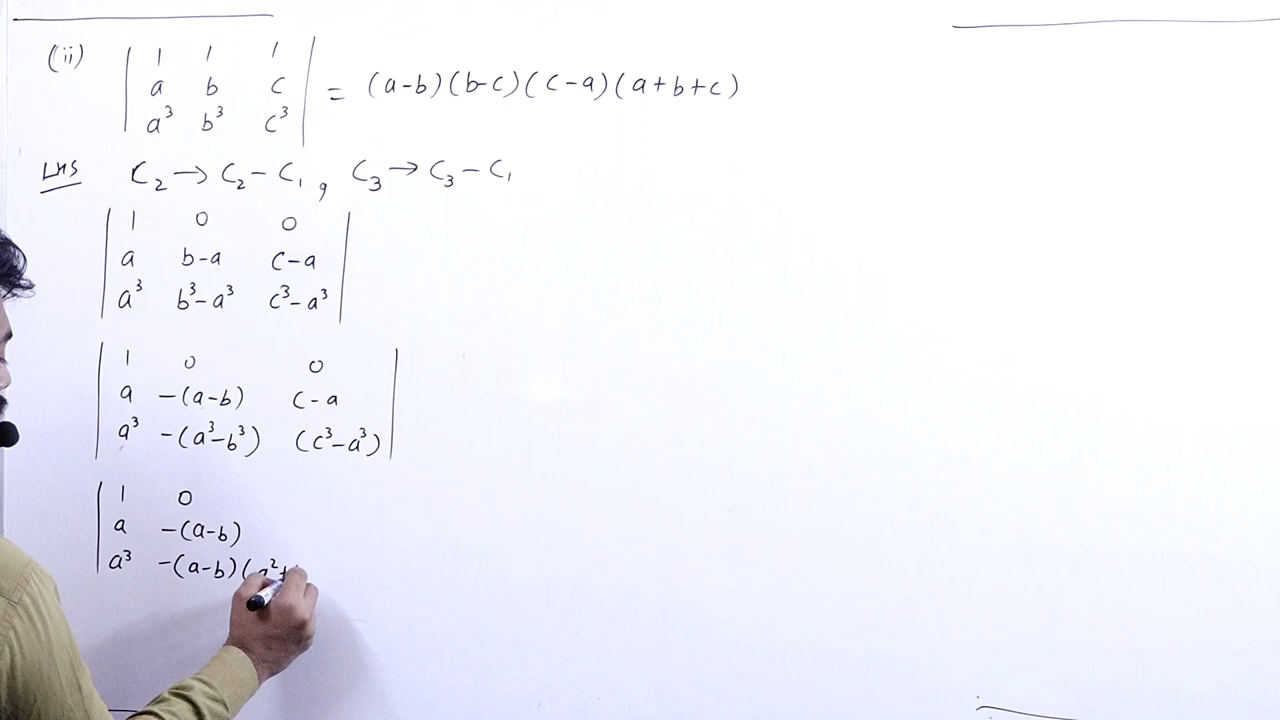 (ii) | 1 1 1 |
| a b c | = (a-b)(b-c)(c-a)(a+b+c)
| a³ b³ c³ |
LHS C₂ → C₂ - C₁ , C₃ → C₃ - C₁
| 1 0 0 |
| a b-a c-a |
| a³ b³-a³ c³-a³ |
| 1 0 0 |
| a -(a-b) c-a |
| a³ -(a³-b³) (c³-a³) |
| 1 0
| a -(a-b)
| a³ -(a-b)(a²+